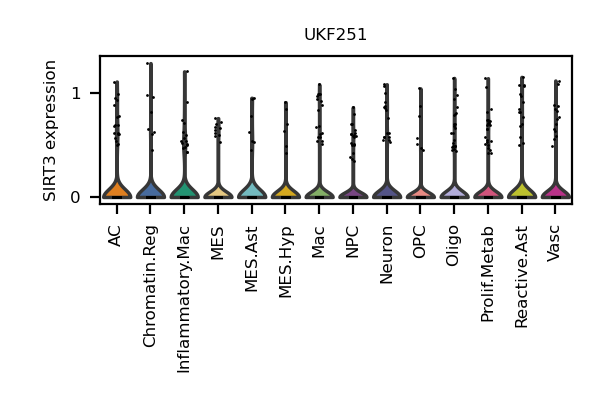 UKF251
SIRT3 expression
1
0
AC
Chromatin.Reg
Inflammatory.Mac
MES
MES.Ast
MES.Hyp
Mac
NPC
Neuron
OPC
Oligo
Prolif.Metab
Reactive.Ast
Vasc